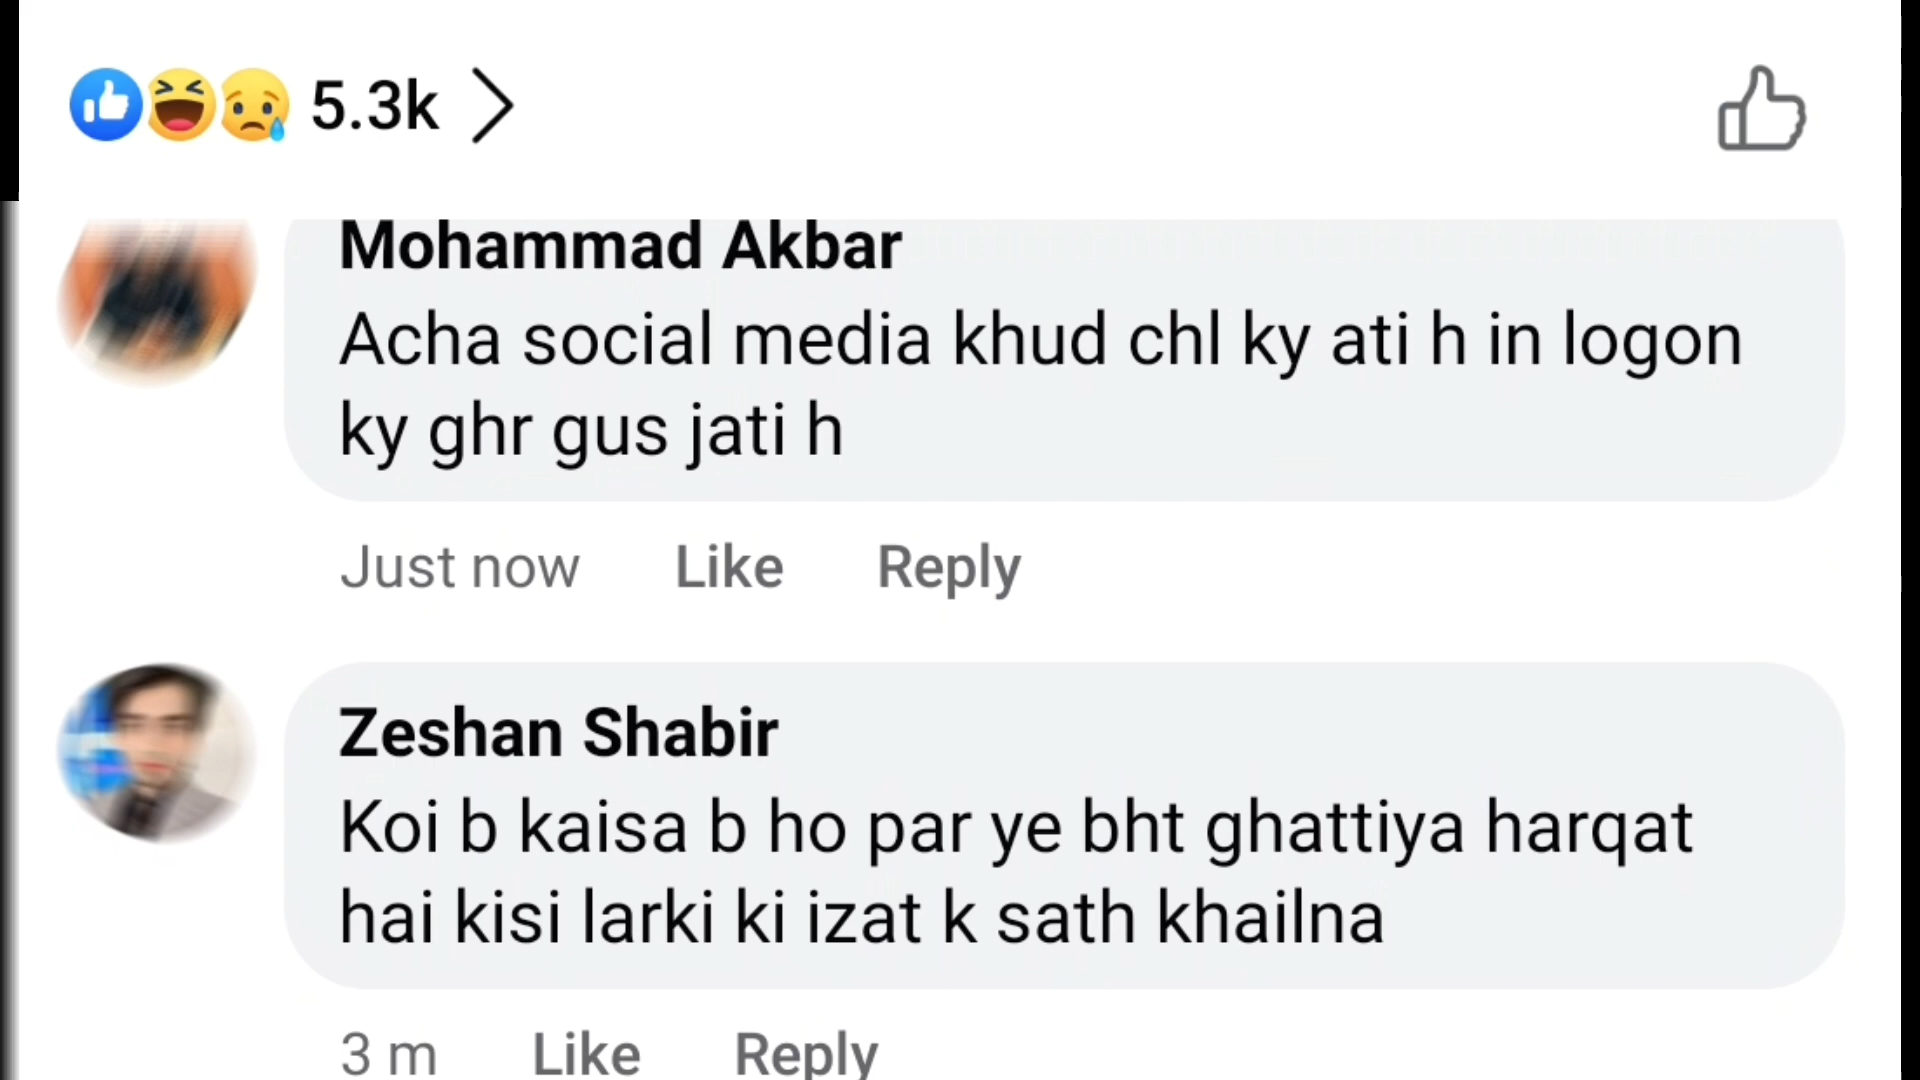 5.3k
Mohammad Akbar
Acha social media khud chl ky ati h in logon
ky ghr gus jati h
Just now Like Reply
Zeshan Shabir
Koi b kaisa b ho par ye bht ghattiya harqat
hai kisi larki ki izat k sath khailna
3 m Like Reply